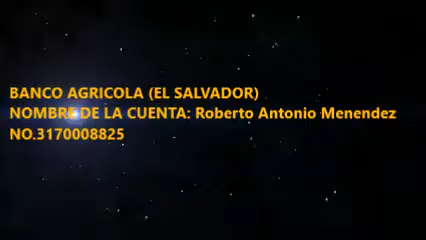 BANCO AGRICOLA (EL SALVADOR)
NOMBRE DE LA CUENTA: Roberto Antonio Menendez
NO.3170008825